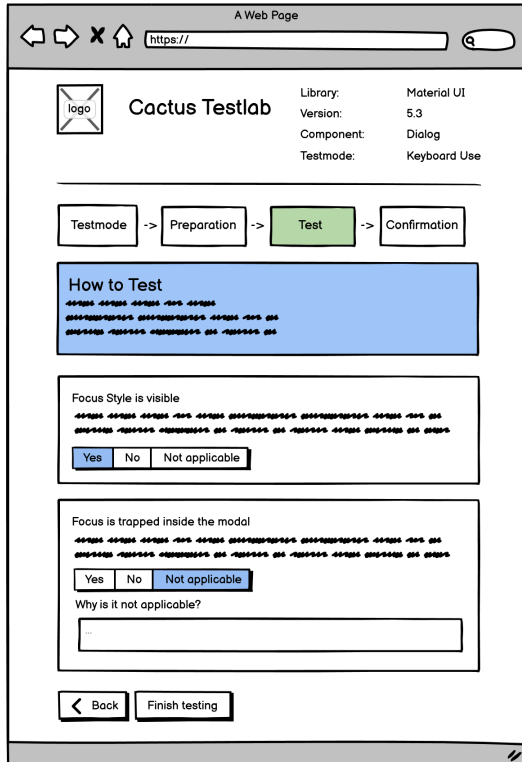 A Web Page
https://
logo
Cactus Testlab
Library: Material UI
Version: 5.3
Component: Dialog
Testmode: Keyboard Use
Testmode -> Preparation -> Test -> Confirmation
How to Test
Focus Style is visible
Yes No Not applicable
Focus is trapped inside the modal
Yes No Not applicable
Why is it not applicable?
...
Back Finish testing